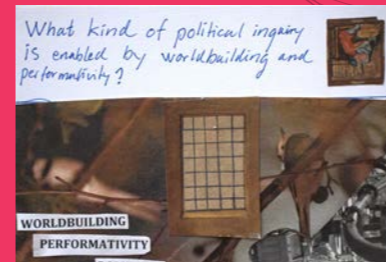 What kind of political inquiry
is enabled by worldbuilding and
performativity?
WORLDBUILDING
PERFORMATIVITY